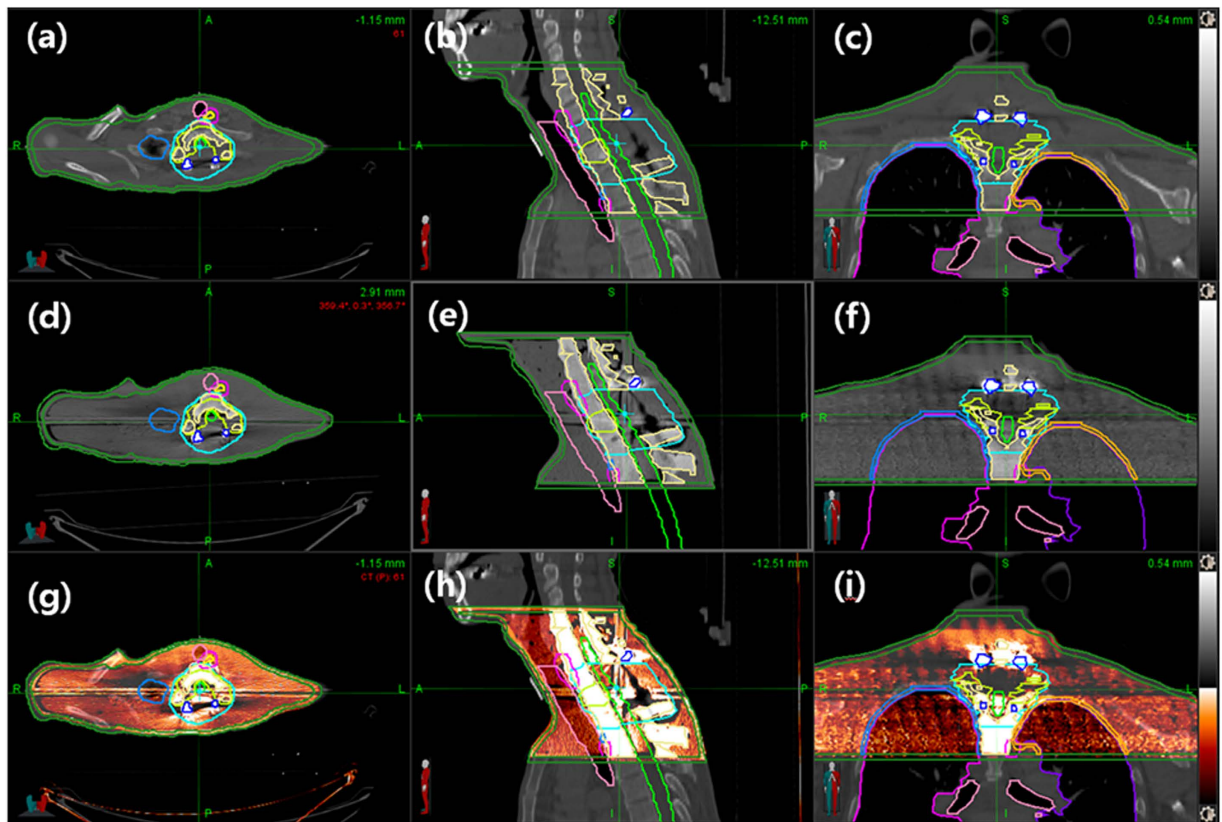 (a)
A
-1.15 mm
61
R
L
P
(b)
S
-12.51 mm
A
P
I
(c)
S
0.54 mm
R
L
I
(d)
A
2.91 mm
359.4°, 0.3°, 356.7°
R
L
P
(e)
S
A
P
I
(f)
S
R
L
I
(g)
A
-1.15 mm
CT (F): 61
R
L
P
(h)
S
-12.51 mm
A
P
I
(i)
S
0.54 mm
R
L
I